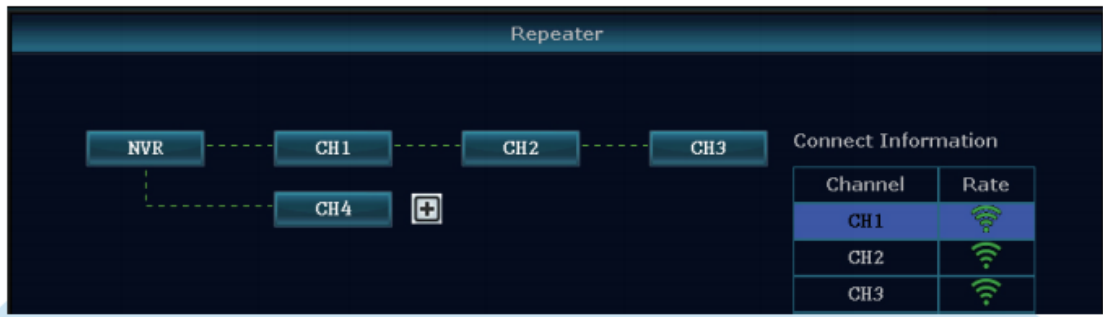 Repeater
NVR CH1 CH2 CH3
CH4
Connect Information
Channel Rate
CH1
CH2
CH3